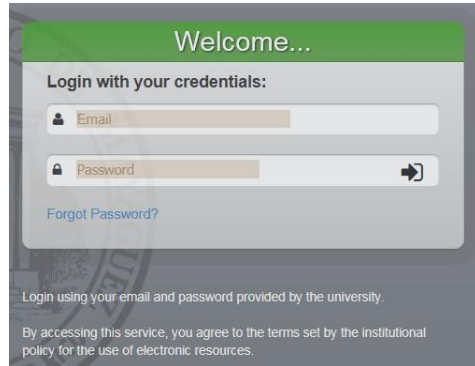 Welcome...
Login with your credentials:
Email
Password
Forgot Password?
Login using your email and password provided by the university.
By accessing this service, you agree to the terms set by the institutional
policy for the use of electronic resources.